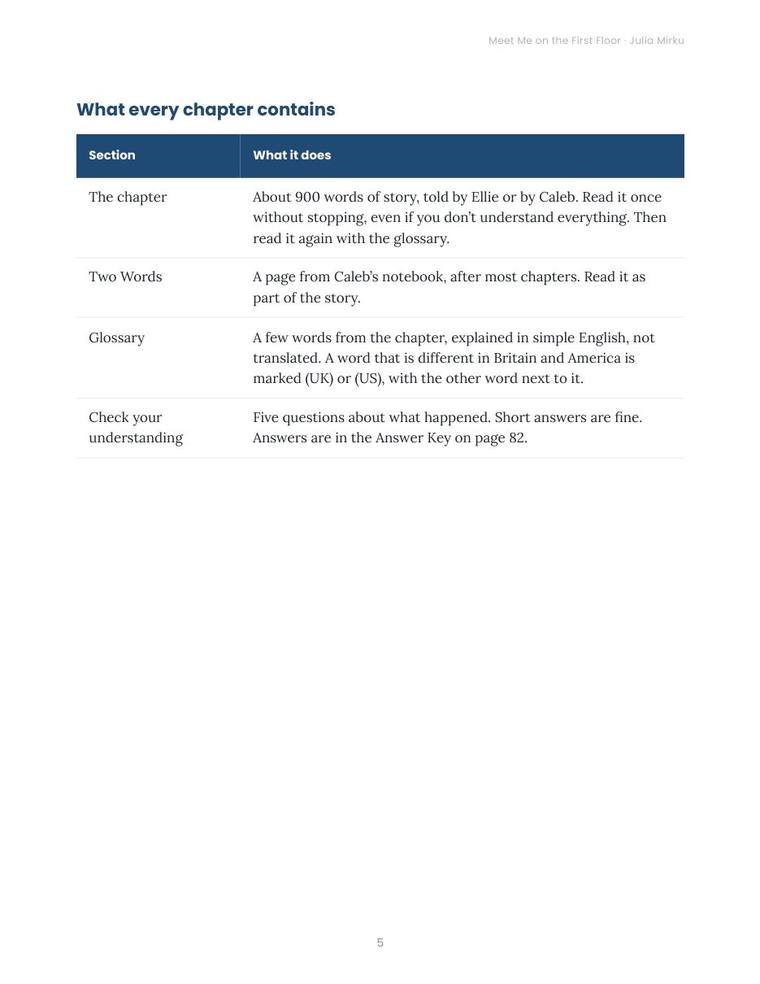 Meet Me on the First Floor · Julia Mirku
What every chapter contains
Section
What it does
The chapter
About 900 words of story, told by Ellie or by Caleb. Read it once
without stopping, even if you don’t understand everything. Then
read it again with the glossary.
Two Words
A page from Caleb’s notebook, after most chapters. Read it as
part of the story.
Glossary
A few words from the chapter, explained in simple English, not
translated. A word that is different in Britain and America is
marked (UK) or (US), with the other word next to it.
Check your
understanding
Five questions about what happened. Short answers are fine.
Answers are in the Answer Key on page 82.
5